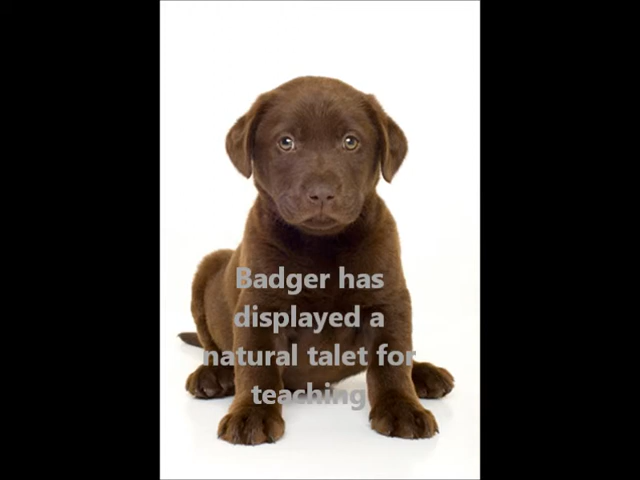 Badger has
displayed a
natural talet for
teaching